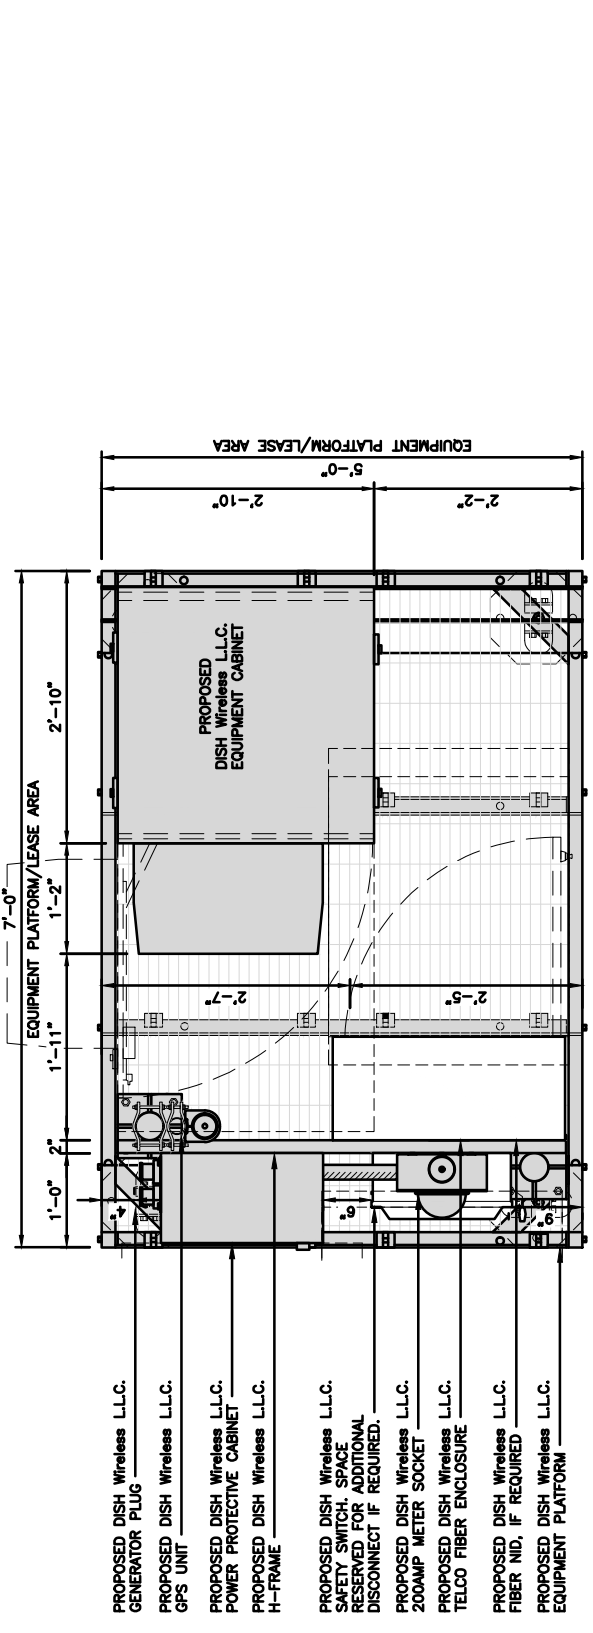 7'-0"
EQUIPMENT PLATFORM/LEASE AREA
1'-0"
2"
1'-11"
1'-2"
2'-10"
EQUIPMENT PLATFORM/LEASE AREA
5'-0"
2'-10"
2'-2"
PROPOSED
DISH Wireless L.L.C.
EQUIPMENT CABINET
2'-7"
2'-5"
4"
6"
9"
PROPOSED DISH Wireless L.L.C.
GENERATOR PLUG
PROPOSED DISH Wireless L.L.C.
GPS UNIT
PROPOSED DISH Wireless L.L.C.
POWER PROTECTIVE CABINET
PROPOSED DISH Wireless L.L.C.
H-FRAME
PROPOSED DISH Wireless L.L.C.
SAFETY SWITCH. SPACE
RESERVED FOR ADDITIONAL
DISCONNECT IF REQUIRED.
PROPOSED DISH Wireless L.L.C.
200AMP METER SOCKET
PROPOSED DISH Wireless L.L.C.
TELCO FIBER ENCLOSURE
PROPOSED DISH Wireless L.L.C.
FIBER NID, IF REQUIRED
PROPOSED DISH Wireless L.L.C.
EQUIPMENT PLATFORM